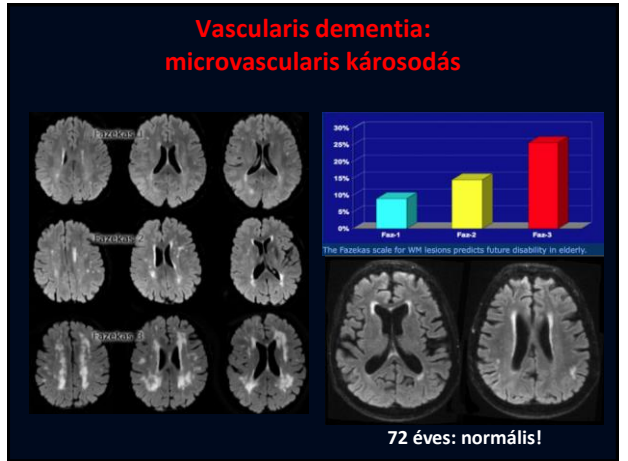 Vascularis dementia:
microvascularis károsodás
Fazekas 1
Fazekas 2
Fazekas 3
30%
25%
20%
15%
10%
5%
0%
Faz-1 Faz-2 Faz-3
The Fazekas scale for WM lesions predicts future disability in elderly.
72 éves: normális!